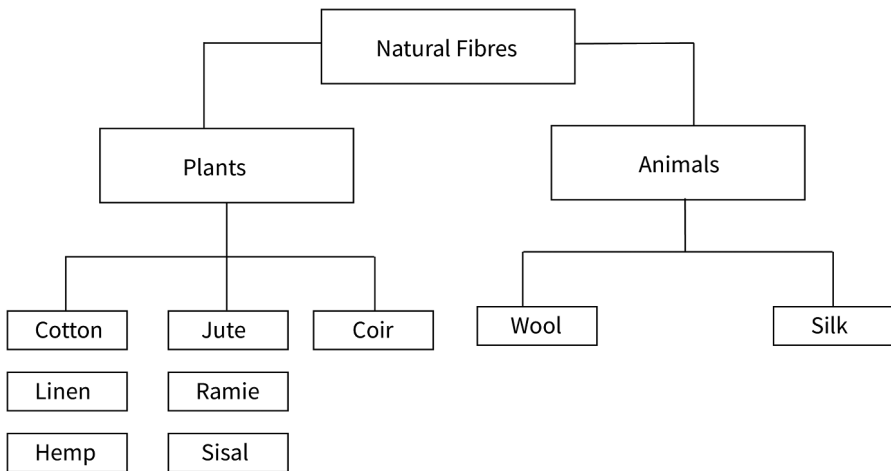 Natural Fibres
Plants
Animals
Cotton
Jute
Coir
Wool
Silk
Linen
Ramie
Hemp
Sisal